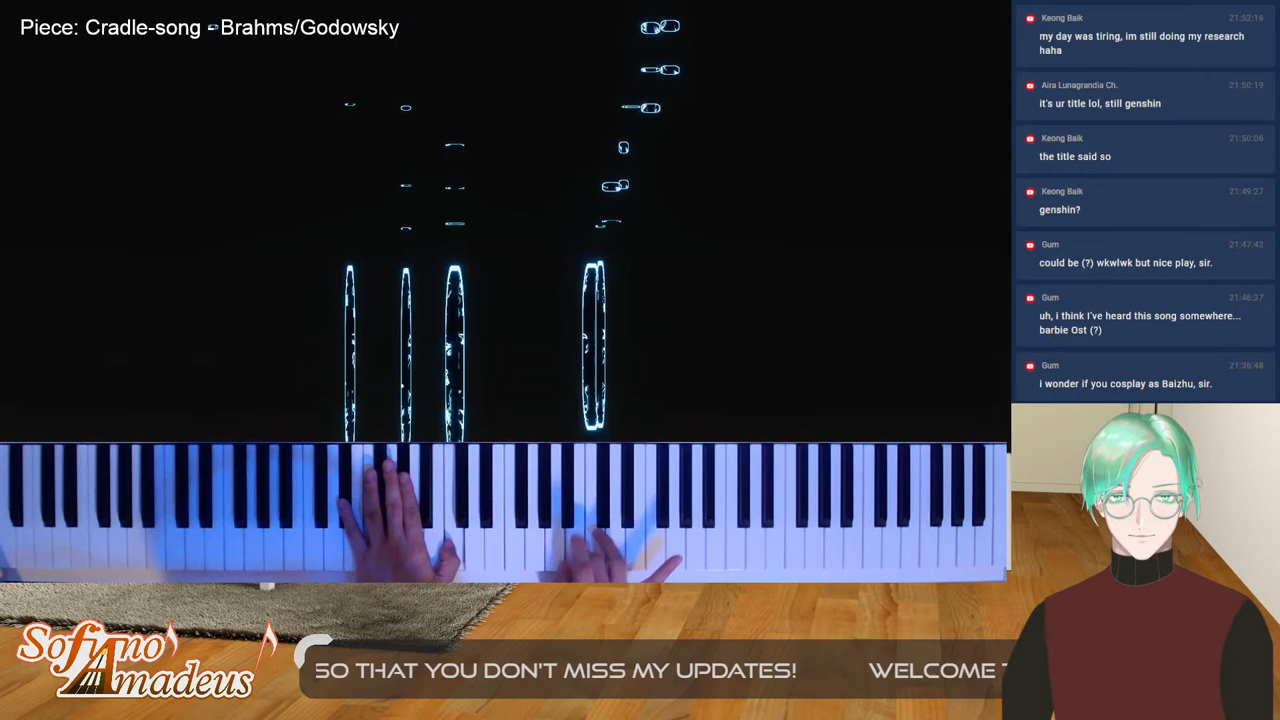 Piece: Cradle-song - Brahms/Godowsky
Keong Baik 21:52:16
my day was tiring, im still doing my research
haha
Aira Lunagrandia Ch. 21:50:19
it's ur title lol, still genshin
Keong Baik 21:50:06
the title said so
Keong Baik 21:49:27
genshin?
Gum 21:47:42
could be (?) wkwlwk but nice play, sir.
Gum 21:46:37
uh, i think I've heard this song somewhere...
barbie Ost (?)
Gum 21:36:48
i wonder if you cosplay as Baizhu, sir.
Sofiano
Amadeus
SO THAT YOU DON'T MISS MY UPDATES! WELCOME